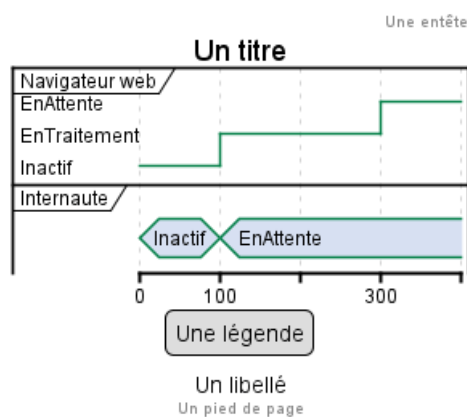 Une entête
Un titre
Navigateur web
EnAttente
EnTraitement
Inactif
Internaute
Inactif EnAttente
0 100 300
Une légende
Un libellé
Un pied de page